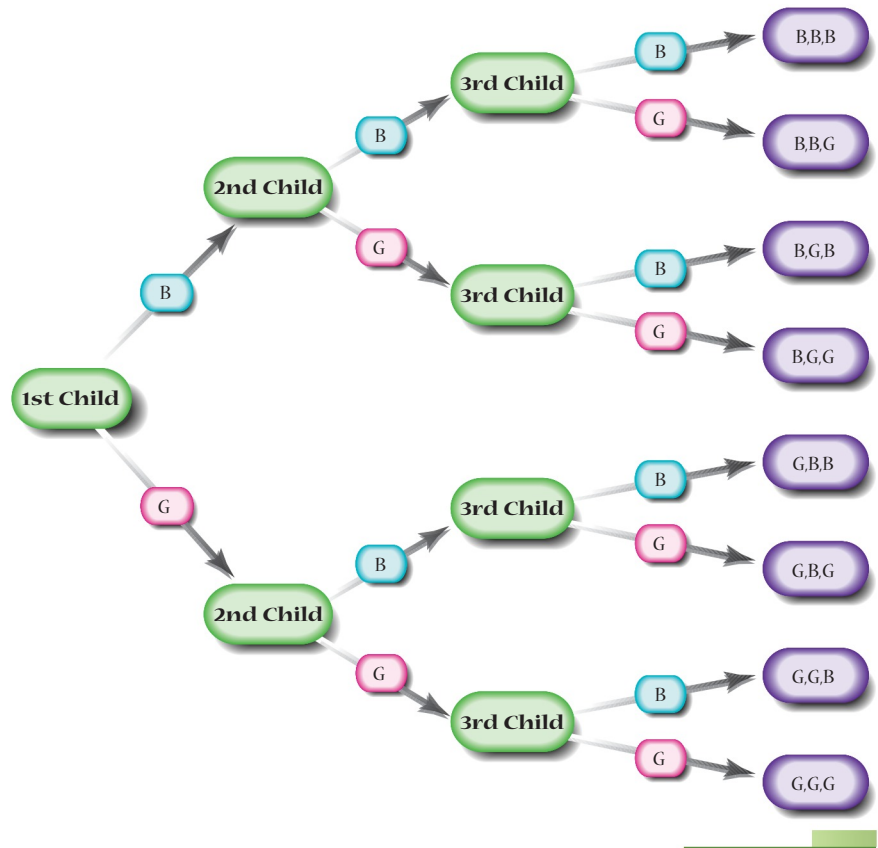 B,B,B
B
3rd Child
G
B,B,G
B
2nd Child
G
B,G,B
B
3rd Child
G
B,G,G
B
1st Child
G
G,B,B
B
3rd Child
G
G,B,G
B
2nd Child
G
G,G,B
B
3rd Child
G
G,G,G